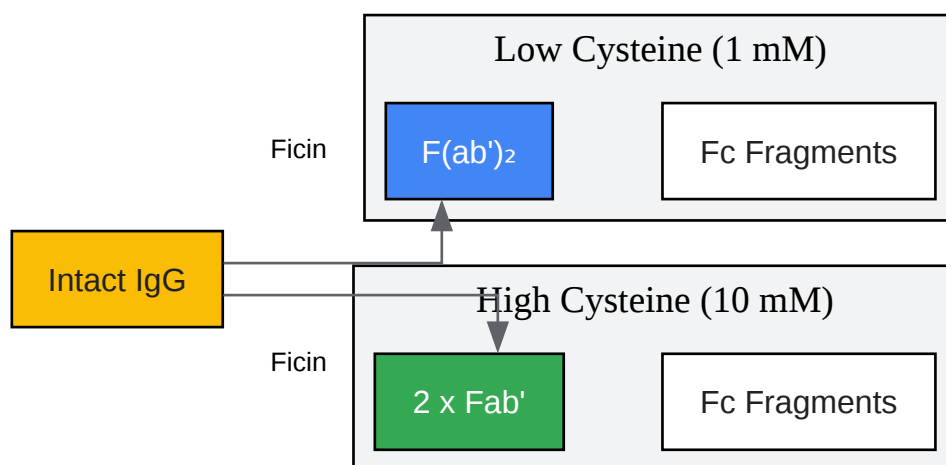 Low Cysteine (1 mM)
Ficin
F(ab')₂
Fc Fragments
Intact IgG
High Cysteine (10 mM)
Ficin
2 x Fab'
Fc Fragments